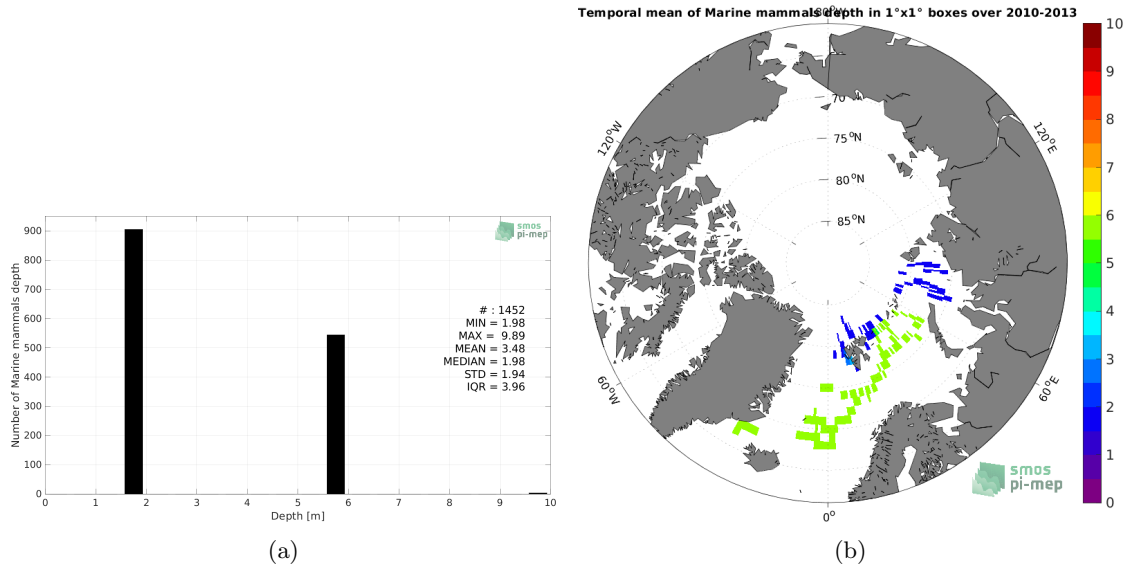 Temporal mean of Marine mammals depth in 1°x1° boxes over 2010-2013
180°W
10
9
8
7
6
5
4
3
2
1
0
70°N
75°N
80°N
85°N
120°W
120°E
60°W
60°E
0°
smos
pi-mep
900
800
700
600
500
400
300
200
100
0
Number of Marine mammals depth
smos
pi-mep
# : 1452
MIN = 1.98
MAX = 9.89
MEAN = 3.48
MEDIAN = 1.98
STD = 1.94
IQR = 3.96
0 1 2 3 4 5 6 7 8 9 10
Depth [m]
(a)
(b)